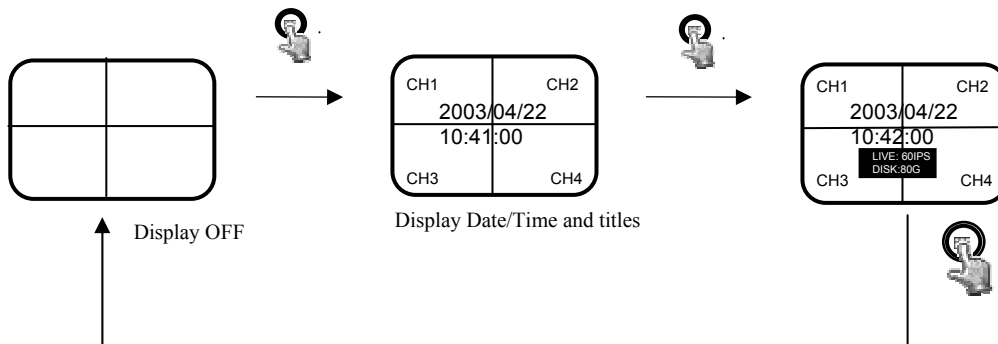 CH1
CH2
2003/04/22
10:41:00
CH3
CH4
CH1
CH2
2003/04/22
10:42:00
LIVE: 60IPS
DISK:80G
CH3
CH4
Display OFF
Display Date/Time and titles